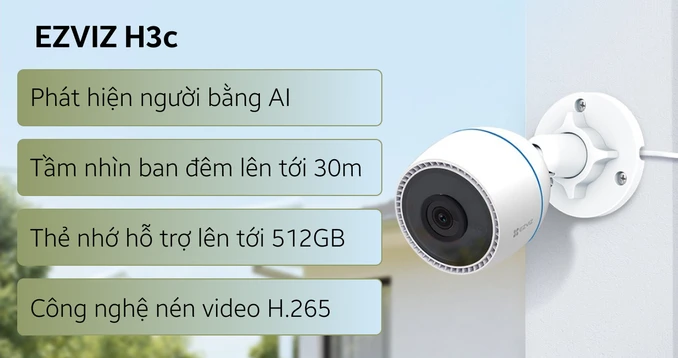 EZVIZ H3c
Phát hiện người bằng AI
Tầm nhìn ban đêm lên tới 30m
Thẻ nhớ hỗ trợ lên tới 512GB
Công nghệ nén video H.265
EZVIZ